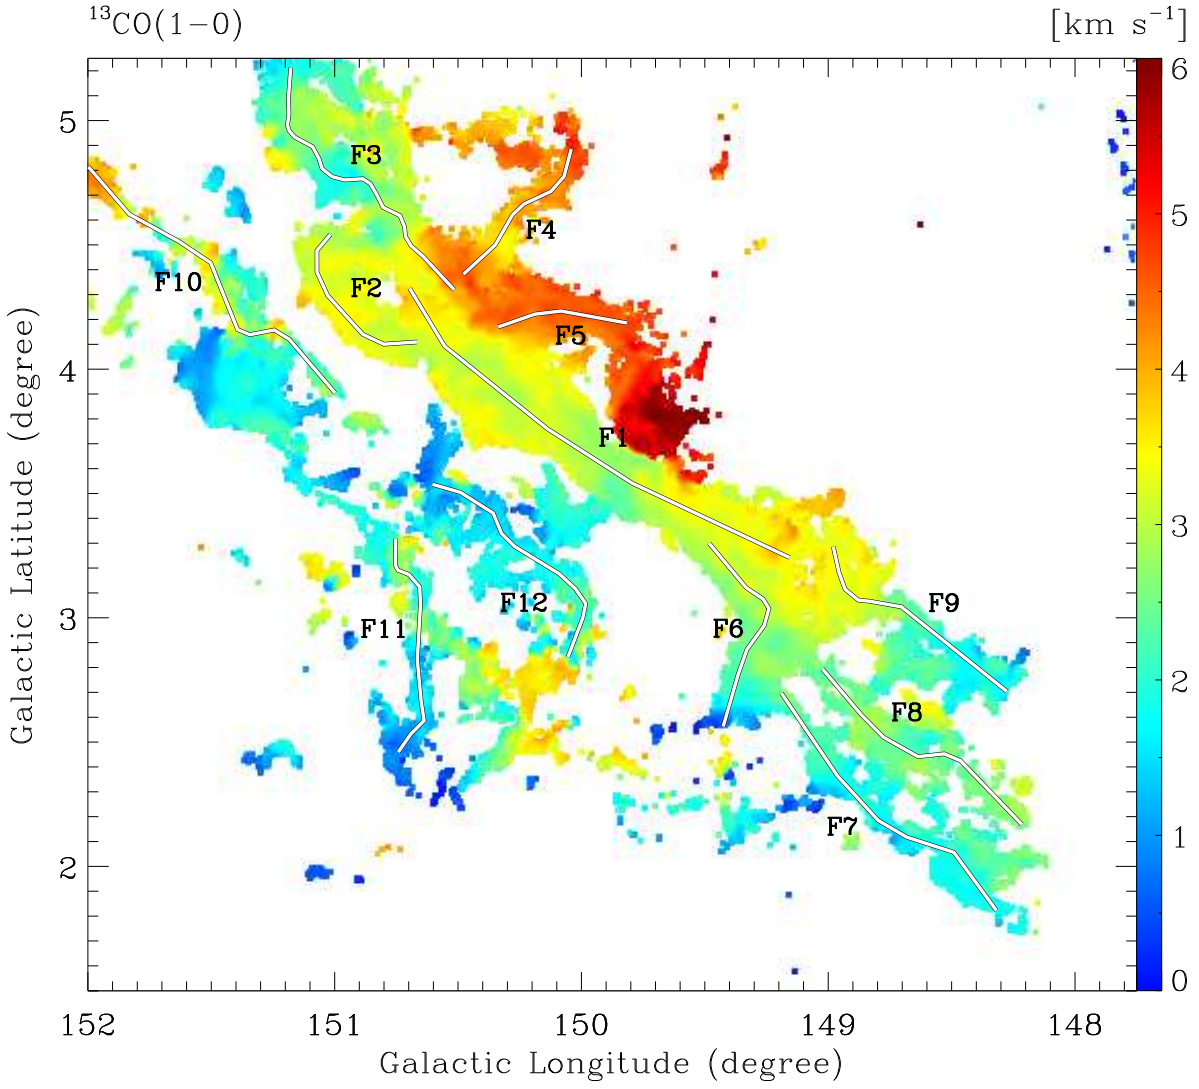 ¹³CO(1−0)
[km s⁻¹]
6
5
4
3
2
1
0
5
4
3
2
Galactic Latitude (degree)
F3
F4
F10
F2
F5
F1
F12
F11
F6
F9
F8
F7
152
151
150
149
148
Galactic Longitude (degree)